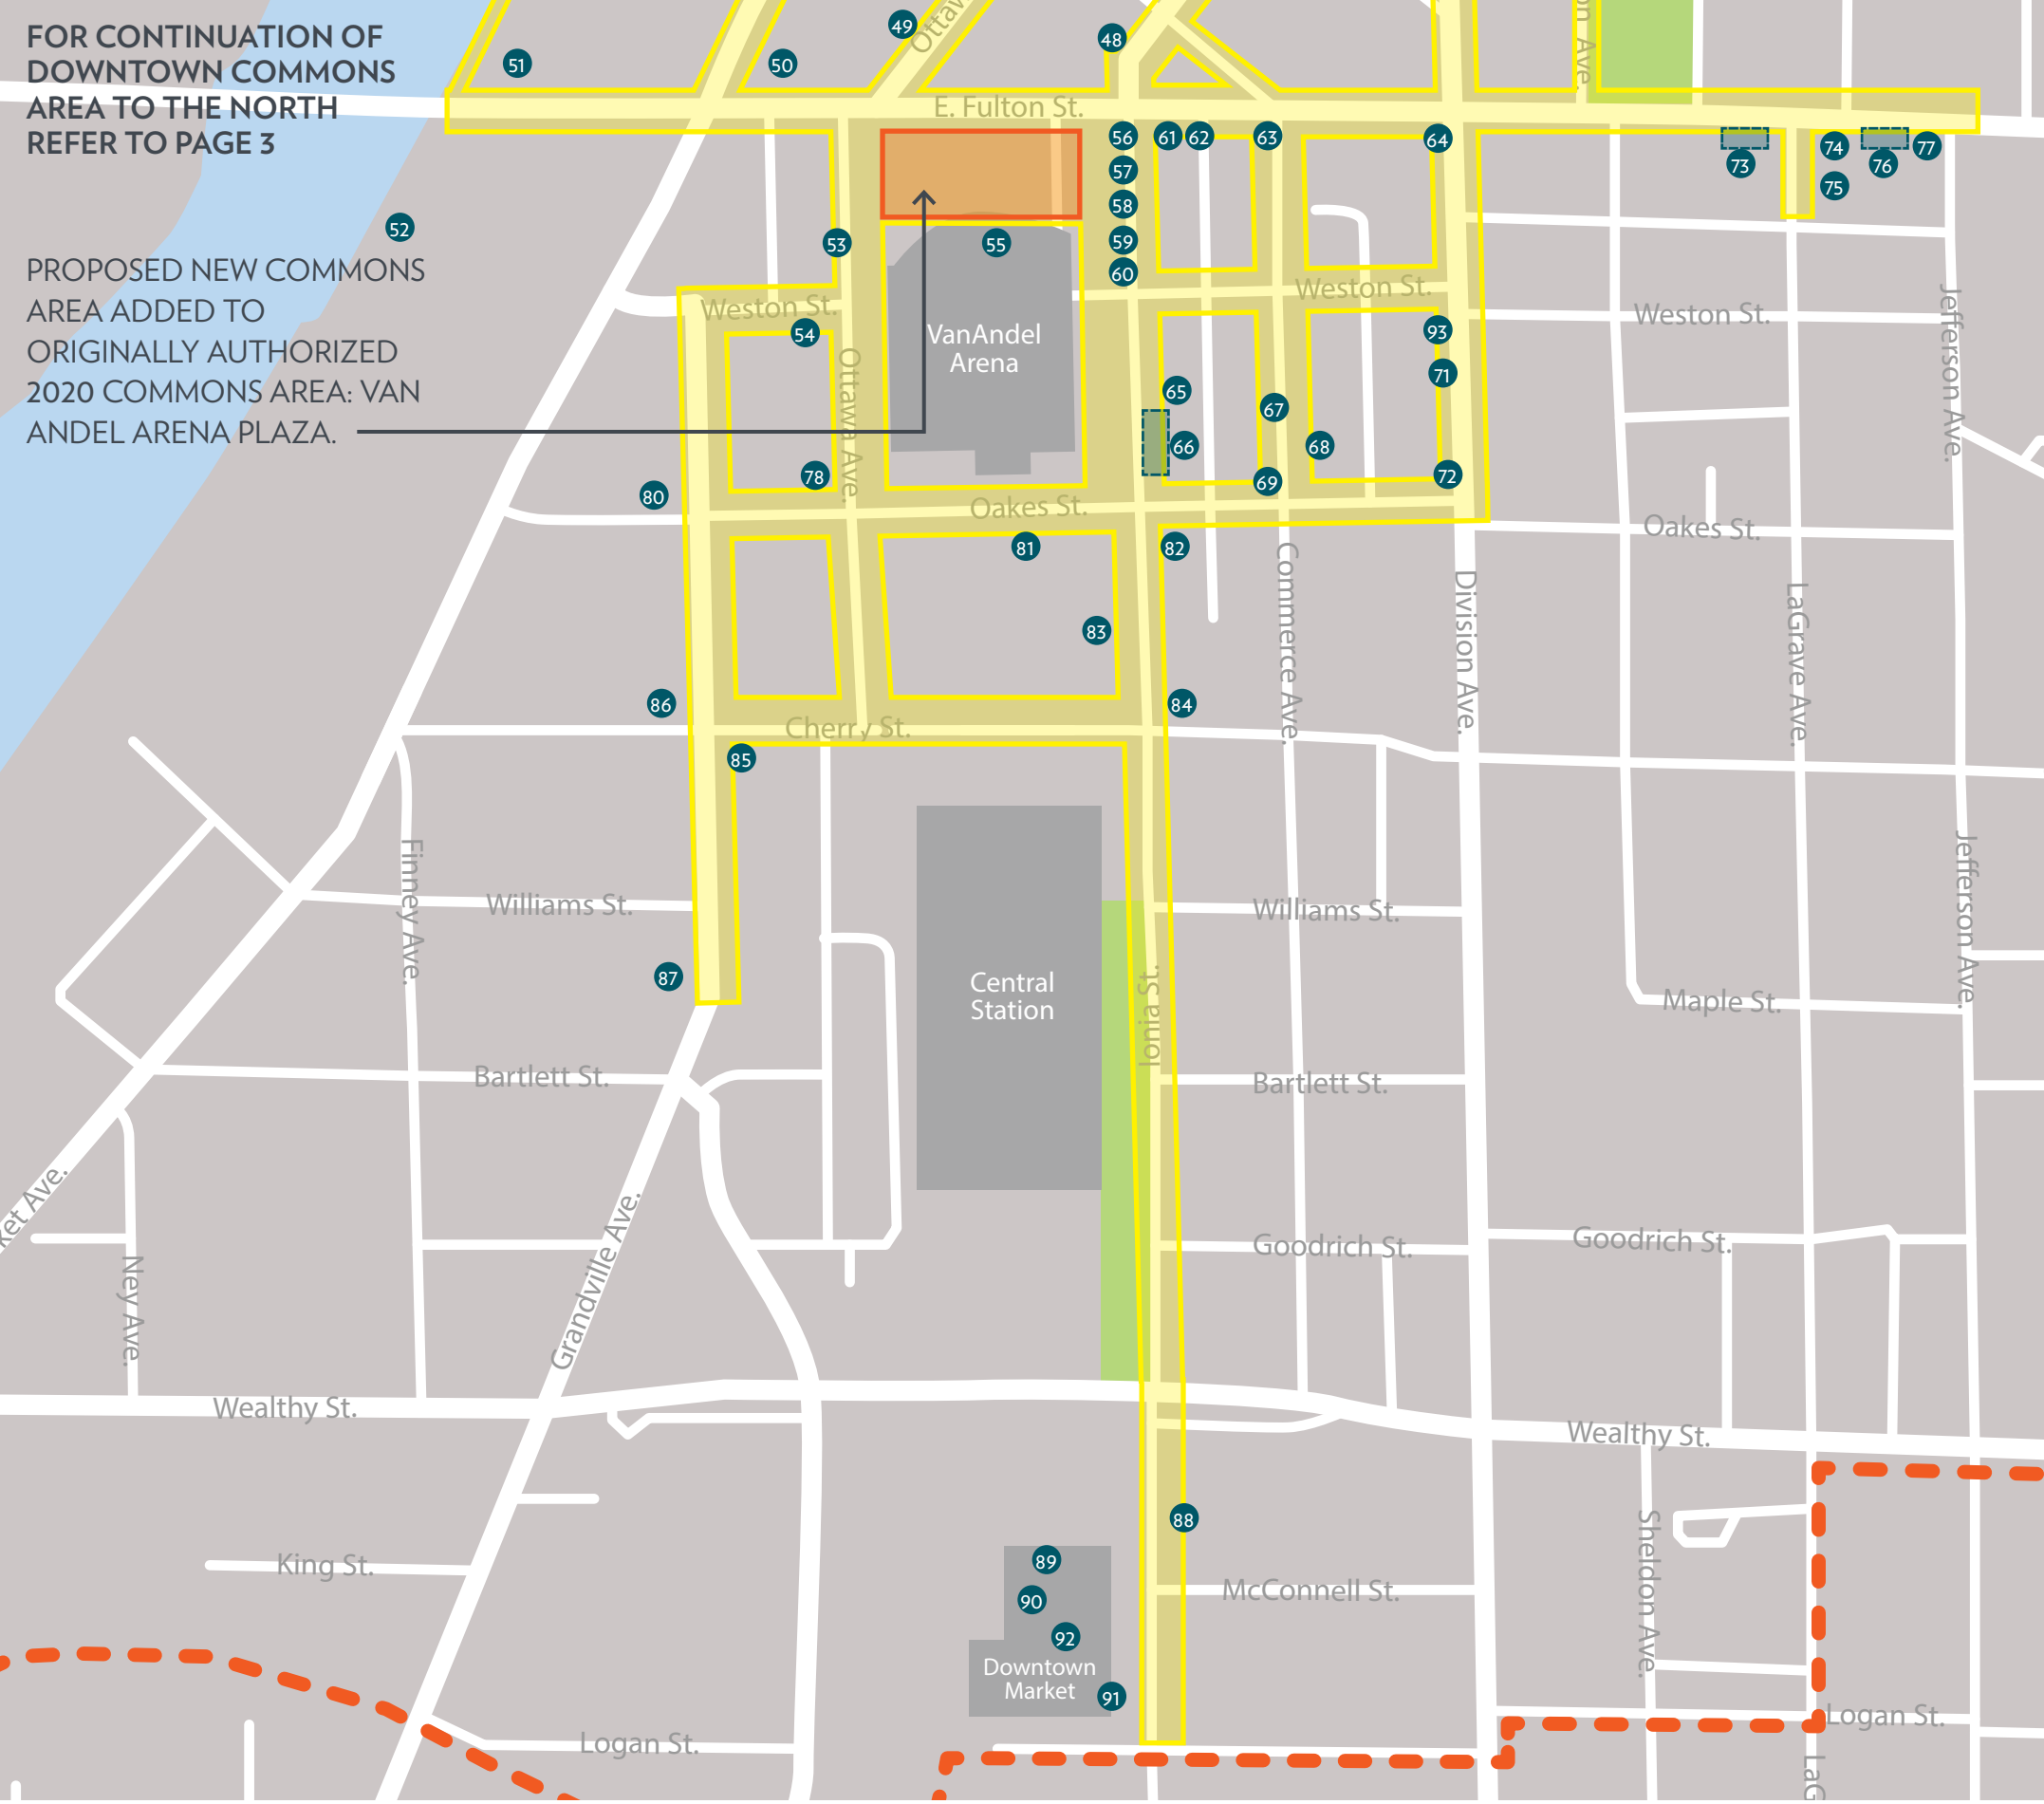 FOR CONTINUATION OF
DOWNTOWN COMMONS
AREA TO THE NORTH
REFER TO PAGE 3
PROPOSED NEW COMMONS
AREA ADDED TO
ORIGINALLY AUTHORIZED
2020 COMMONS AREA: VAN
ANDEL ARENA PLAZA.
49
Ottaw
48
51
50
on Ave.
E. Fulton St.
56
61
62
63
64
73
74
76
77
57
75
58
52
53
55
59
60
Weston St.
Weston St.
Weston St.
Jefferson Ave.
54
VanAndel
Arena
93
Ottawa Ave.
65
71
67
66
68
78
69
72
80
Oakes St.
Oakes St.
81
82
Commerce Ave.
Division Ave.
LaGrave Ave.
83
86
84
Cherry St.
85
Finney Ave.
Williams St.
Williams St.
Jefferson Ave.
87
Central
Station
Ionia St.
Maple St.
Bartlett St.
Bartlett St.
ket Ave.
Grandville Ave.
Goodrich St.
Goodrich St.
Ney Ave.
Wealthy St.
Wealthy St.
88
Sheldon Ave.
King St.
89
90
McConnell St.
92
Downtown
Market
91
Logan St.
Logan St.
LaG